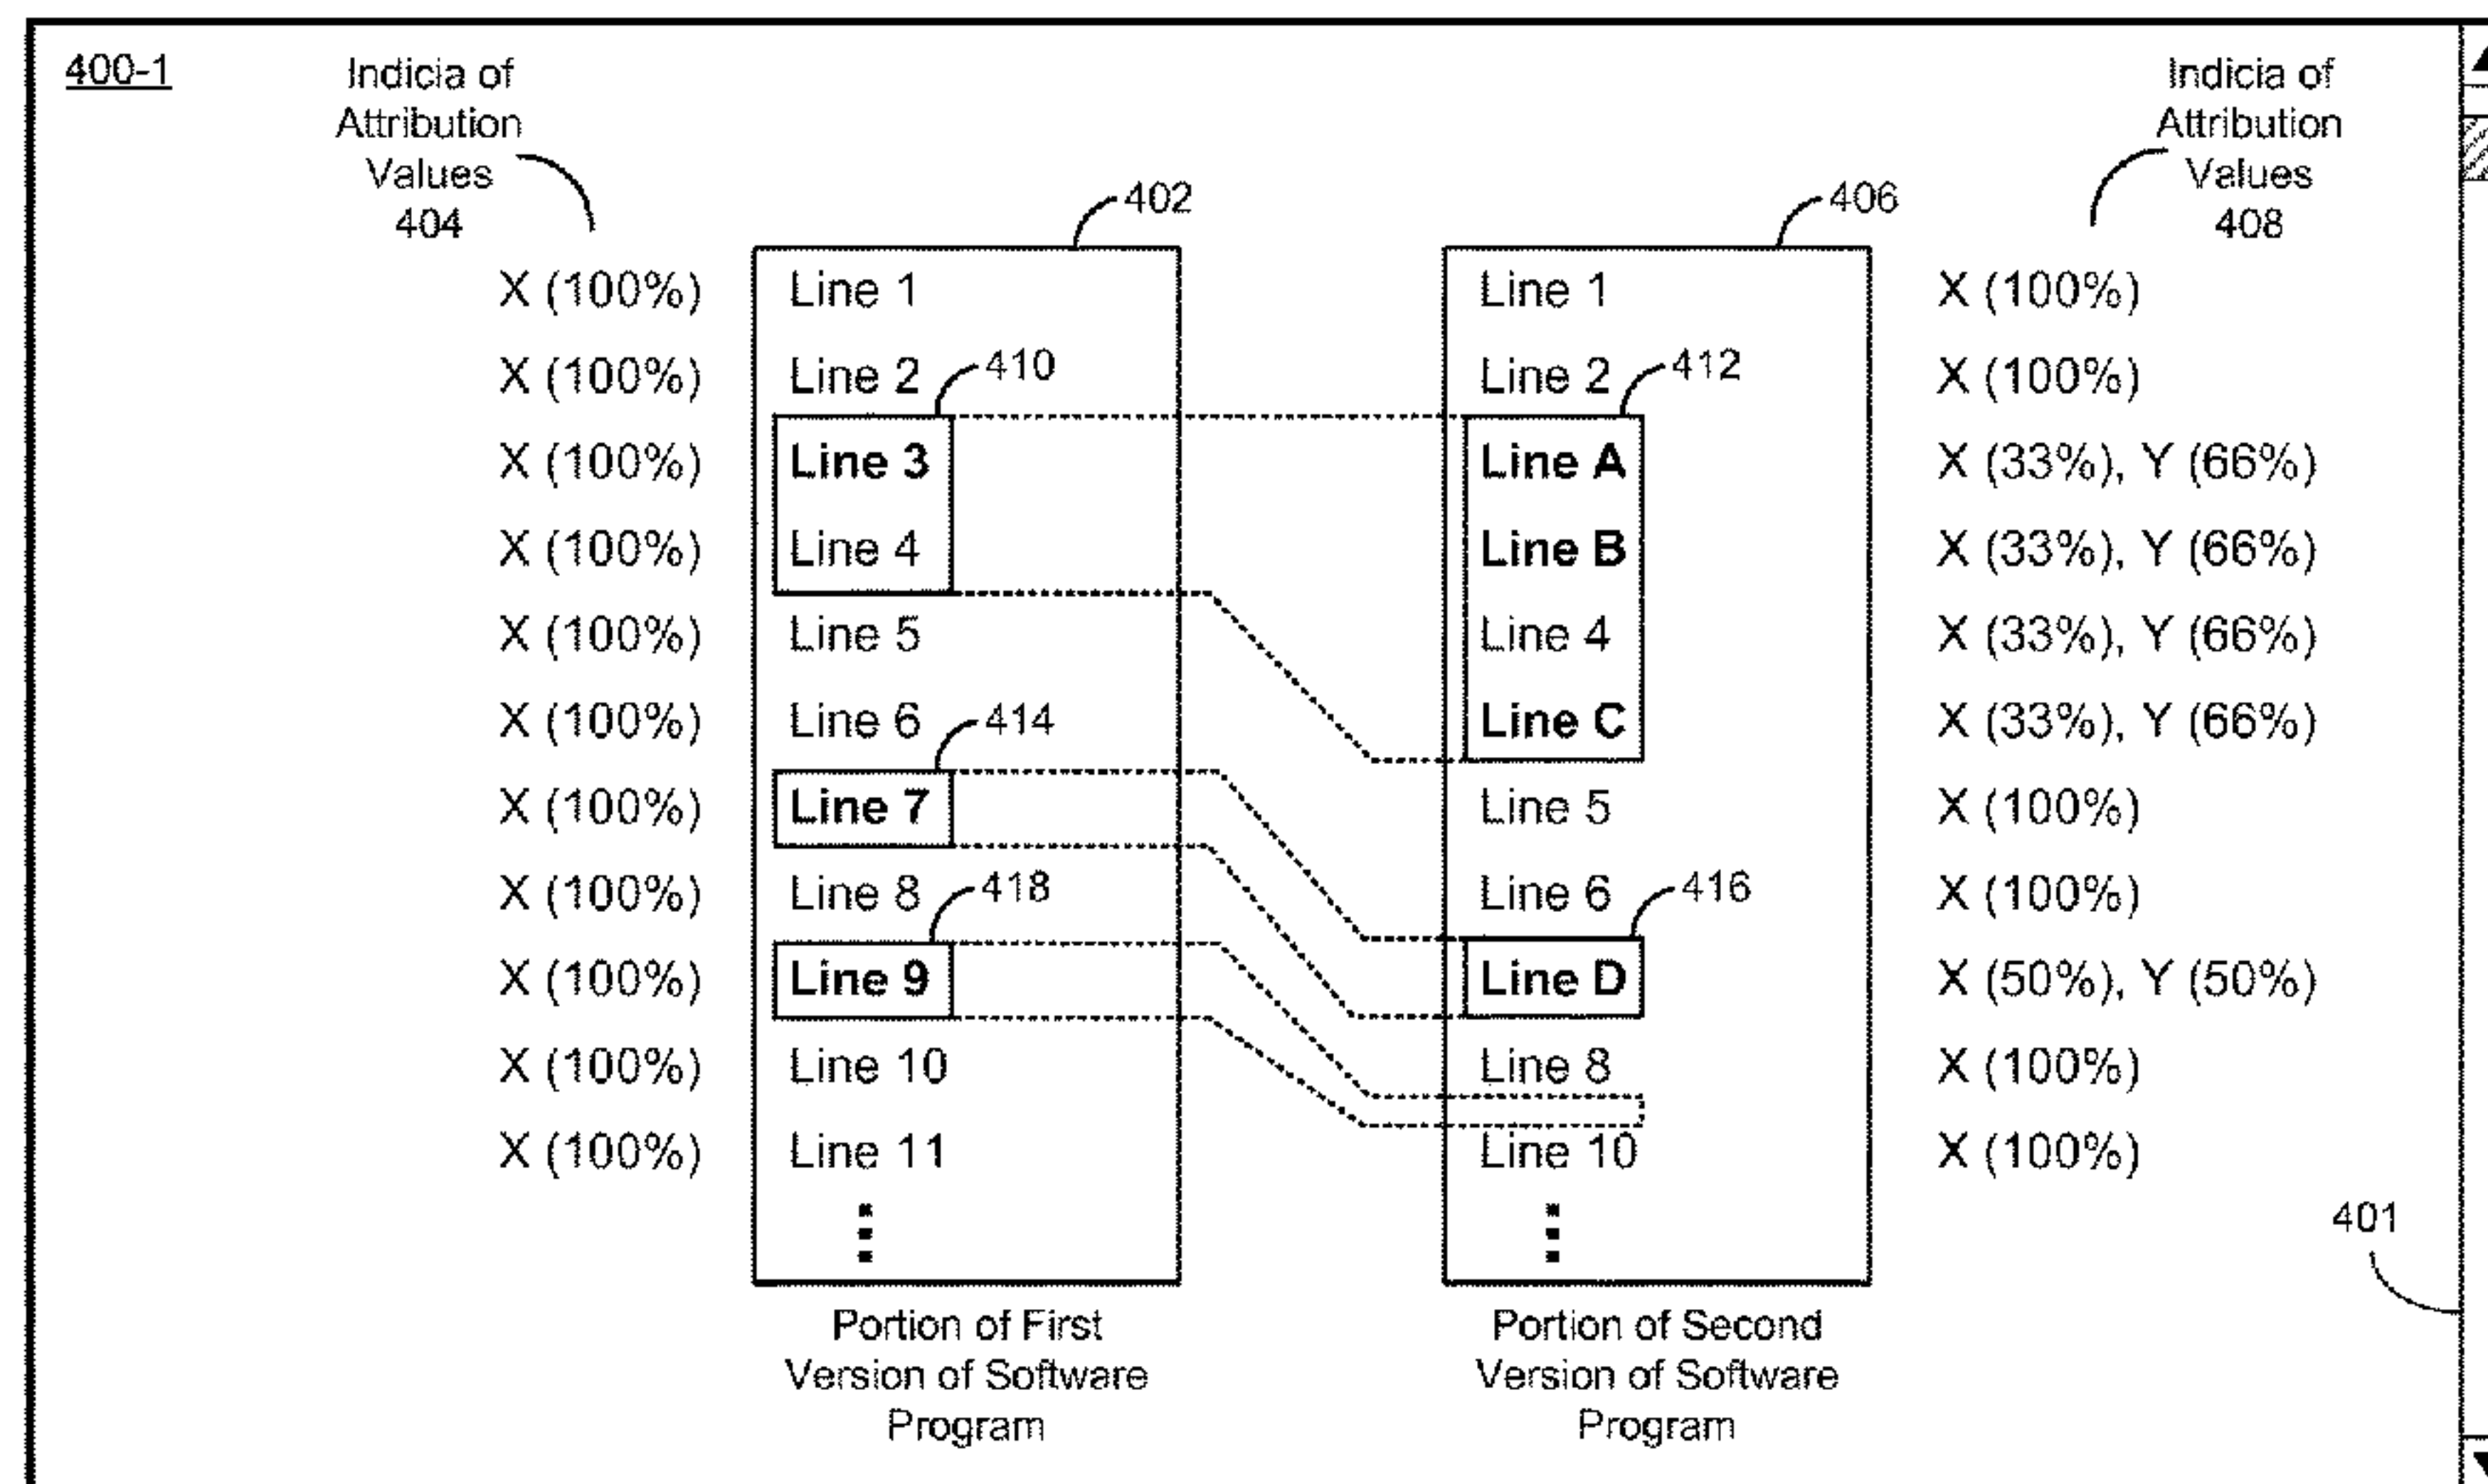 400-1
Indicia of
Attribution
Values
404
Indicia of
Attribution
Values
408
402
406
X (100%) Line 1 Line 1 X (100%)
X (100%) Line 2 410 Line 2 412 X (100%)
X (100%) Line 3 Line A X (33%), Y (66%)
X (100%) Line 4 Line B X (33%), Y (66%)
X (100%) Line 5 Line 4 X (33%), Y (66%)
X (100%) Line 6 414 Line C X (33%), Y (66%)
X (100%) Line 7 Line 5 X (100%)
X (100%) Line 8 418 Line 6 416 X (100%)
X (100%) Line 9 Line D X (50%), Y (50%)
X (100%) Line 10 Line 8 X (100%)
X (100%) Line 11 Line 10 X (100%)
401
Portion of First
Version of Software
Program
Portion of Second
Version of Software
Program